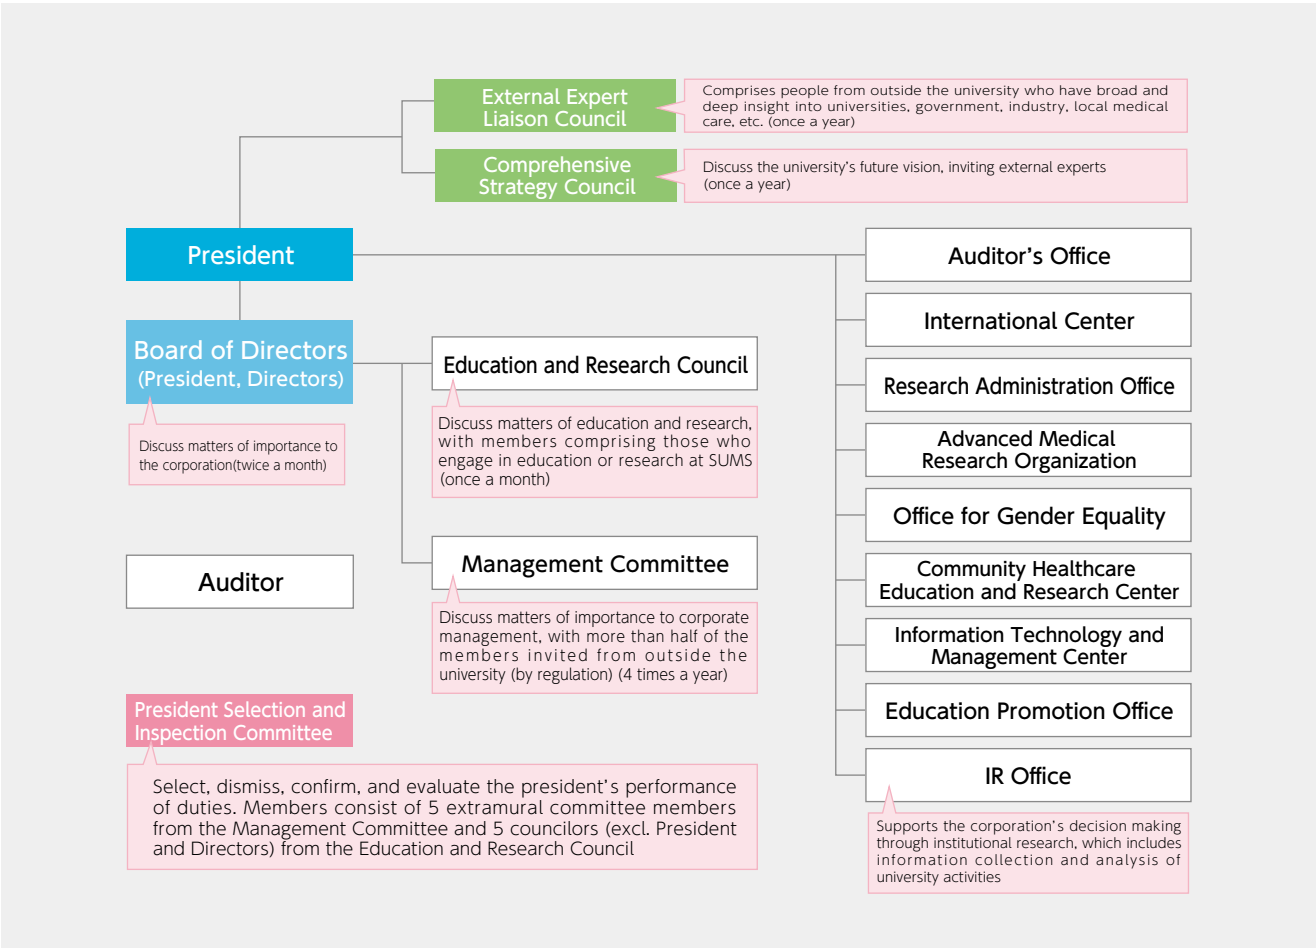 External Expert
Liaison Council
Comprises people from outside the university who have broad and
deep insight into universities, government, industry, local medical
care, etc. (once a year)
Comprehensive
Strategy Council
Discuss the university's future vision, inviting external experts
(once a year)
President
Board of Directors
(President, Directors)
Discuss matters of importance to
the corporation(twice a month)
Education and Research Council
Discuss matters of education and research,
with members comprising those who
engage in education or research at SUMS
(once a month)
Auditor
Management Committee
Discuss matters of importance to corporate
management, with more than half of the
members invited from outside the
university (by regulation) (4 times a year)
President Selection and
Inspection Committee
Select, dismiss, confirm, and evaluate the president's performance
of duties. Members consist of 5 extramural committee members
from the Management Committee and 5 councilors (excl. President
and Directors) from the Education and Research Council
Auditor's Office
International Center
Research Administration Office
Advanced Medical
Research Organization
Office for Gender Equality
Community Healthcare
Education and Research Center
Information Technology and
Management Center
Education Promotion Office
IR Office
Supports the corporation's decision making
through institutional research, which includes
information collection and analysis of
university activities